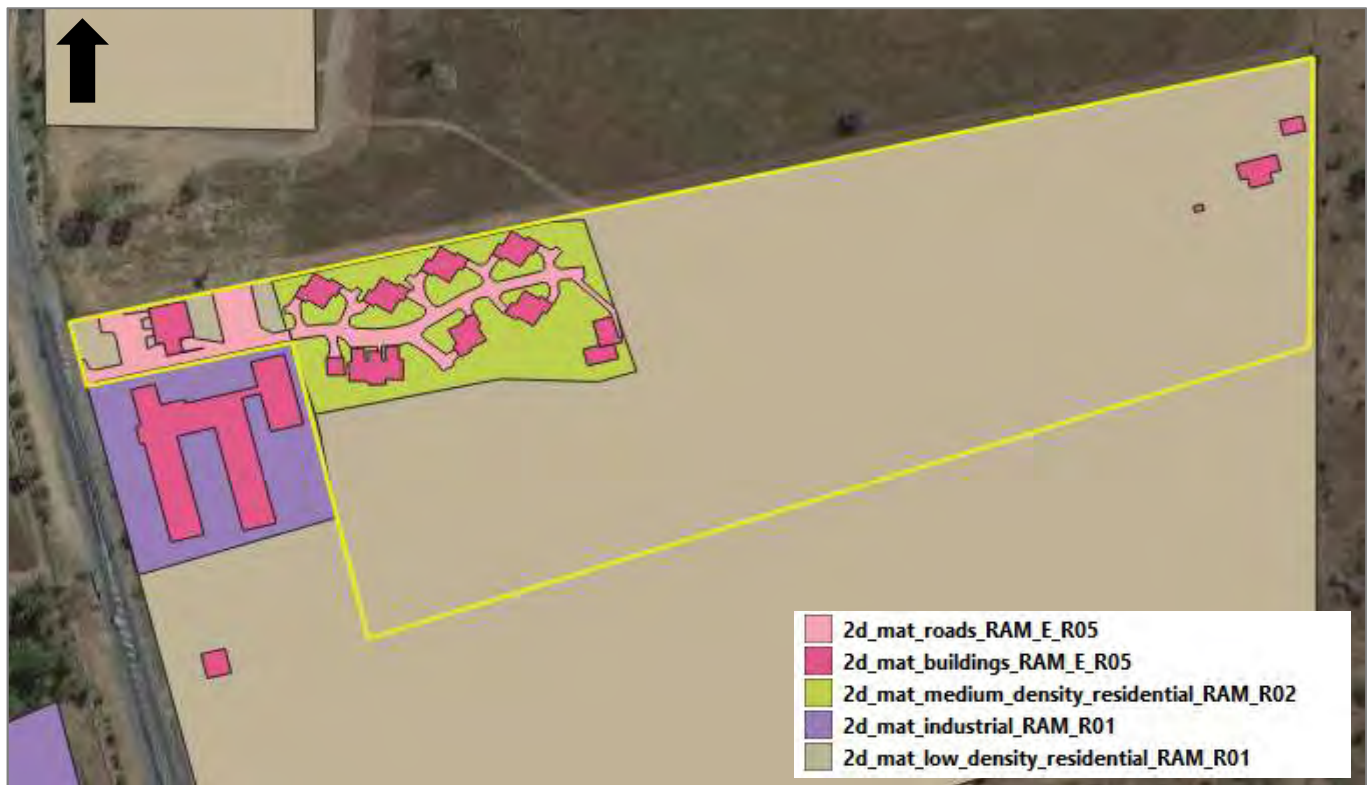 2d_mat_roads_RAM_E_R05
2d_mat_buildings_RAM_E_R05
2d_mat_medium_density_residential_RAM_R02
2d_mat_industrial_RAM_R01
2d_mat_low_density_residential_RAM_R01